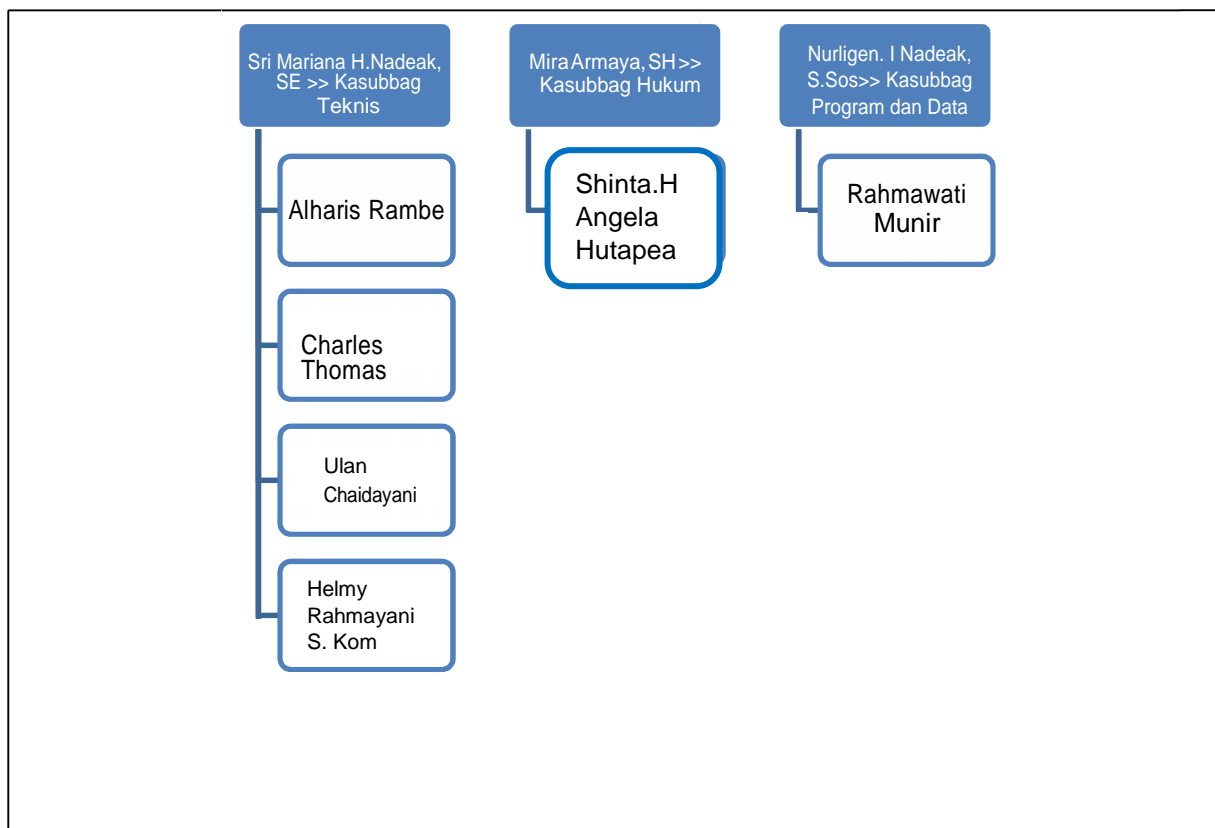 Sri Mariana H.Nadeak,
SE >> Kasubbag
Teknis
Alharis Rambe
Charles
Thomas
Ulan
Chaidayani
Helmy
Rahmayani
S. Kom
Mira Armaya, SH >>
Kasubbag Hukum
Shinta.H
Angela
Hutapea
Nurligen. I Nadeak,
S.Sos>> Kasubbag
Program dan Data
Rahmawati
Munir